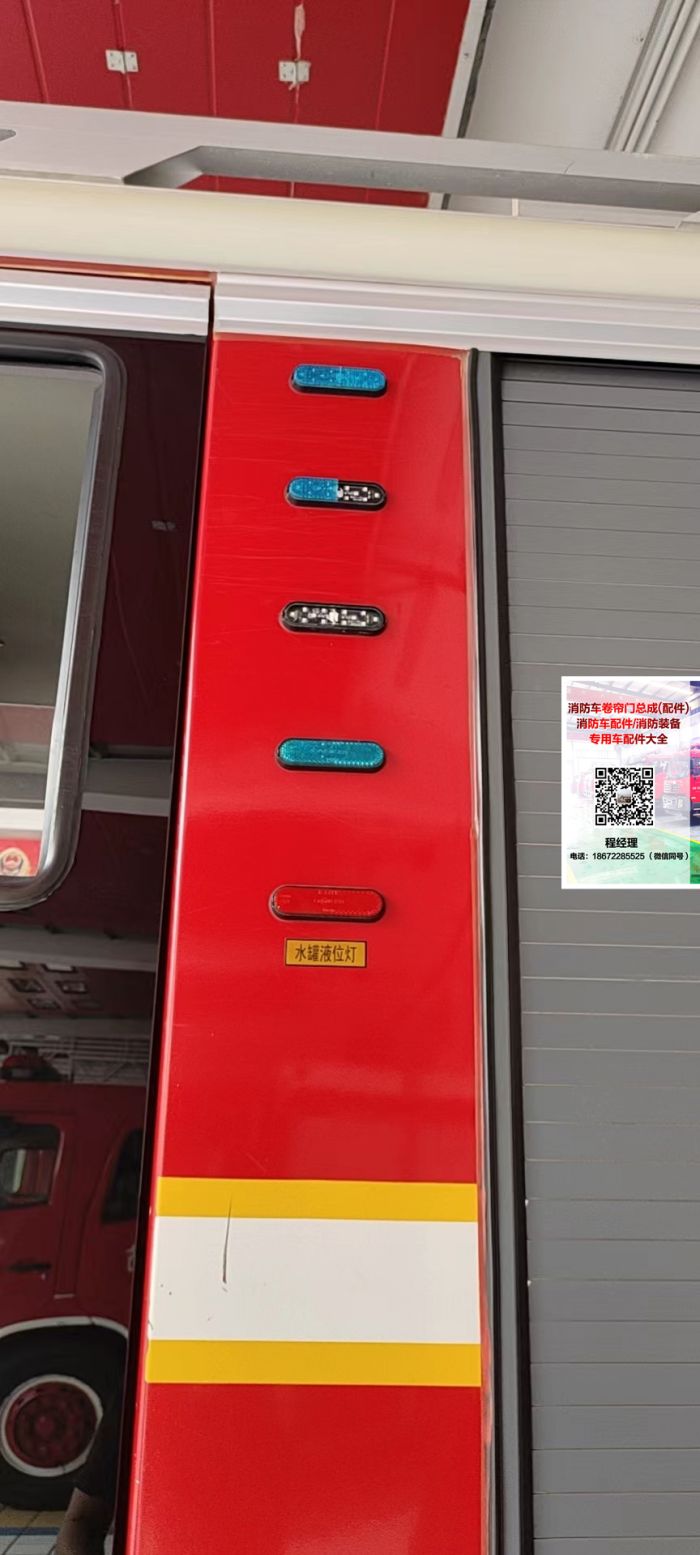 消防车卷帘门总成(配件)
消防车配件/消防装备
专用车配件大全
程经理
电话：18672285525（微信同号）
水罐液位灯